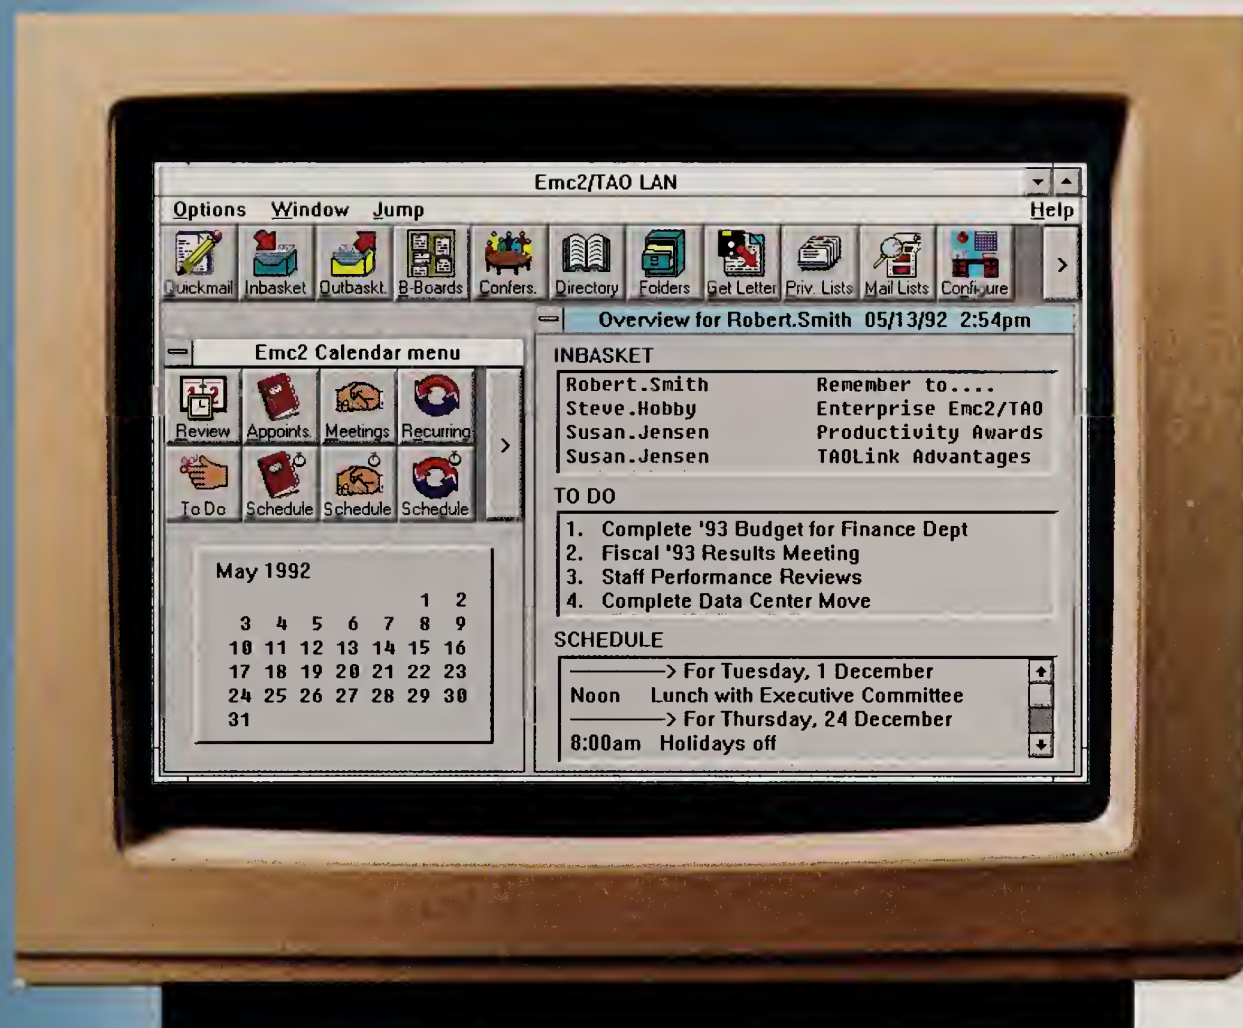 Emc2/TAO LAN
Options Window Jump Help
Quickmail Inbasket Outbaskt. B-Boards Confers. Directory Folders Get Letter Priv. Lists Mail Lists Configure >
Emc2 Calendar menu
Review Appoints. Meetings Recurring >
To Do Schedule Schedule Schedule
May 1992
1 2
3 4 5 6 7 8 9
10 11 12 13 14 15 16
17 18 19 20 21 22 23
24 25 26 27 28 29 30
31
Overview for Robert.Smith 05/13/92 2:54pm
INBASKET
Robert.Smith Remember to....
Steve.Hobby Enterprise Emc2/TAO
Susan.Jensen Productivity Awards
Susan.Jensen TAOLink Advantages
TO DO
1. Complete '93 Budget for Finance Dept
2. Fiscal '93 Results Meeting
3. Staff Performance Reviews
4. Complete Data Center Move
SCHEDULE
————> For Tuesday, 1 December
Noon Lunch with Executive Committee
————> For Thursday, 24 December
8:00am Holidays off